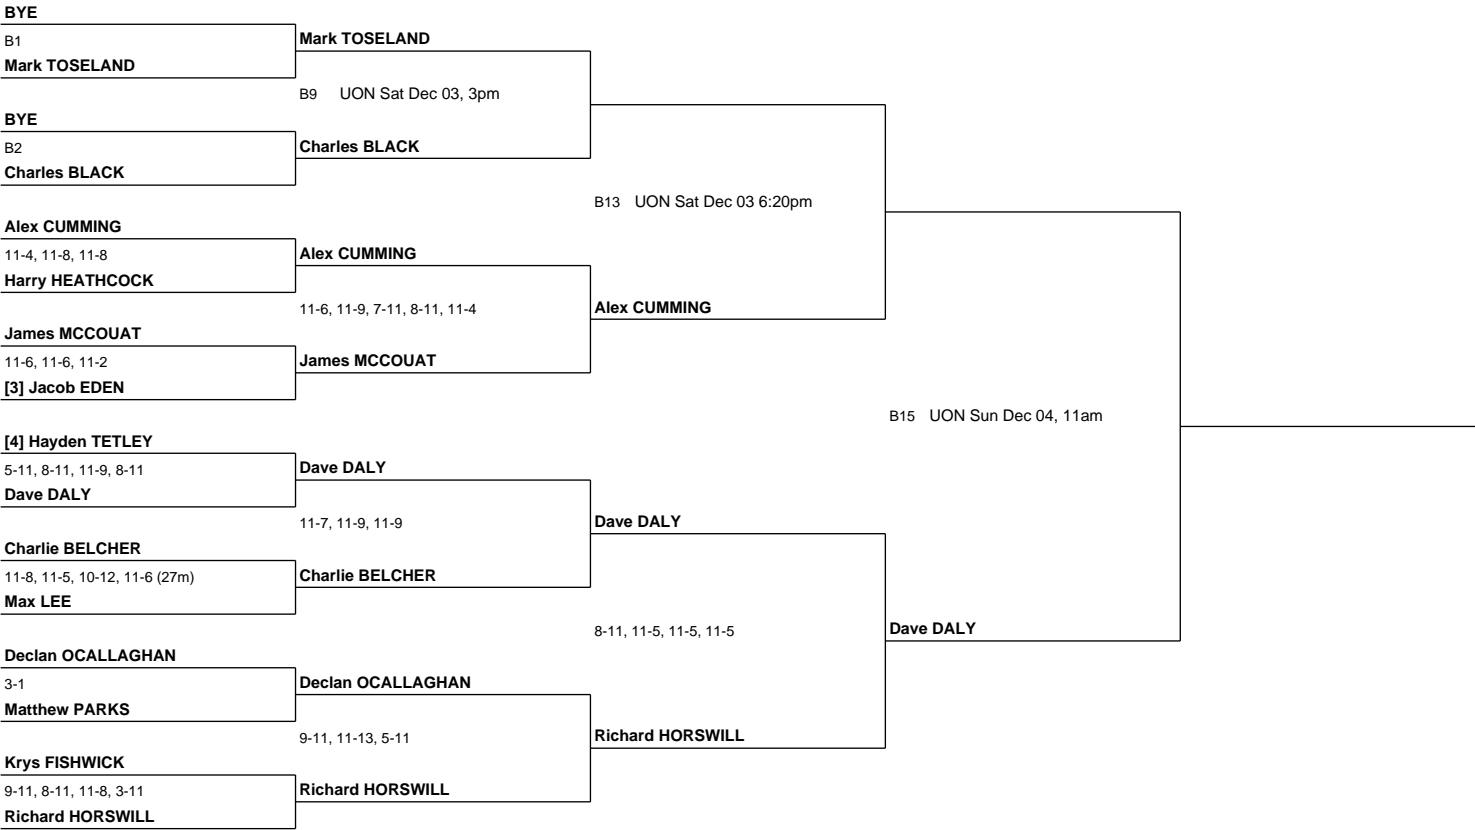 BYE
B1
Mark TOSELAND
Mark TOSELAND
B9 UON Sat Dec 03, 3pm
BYE
B2
Charles BLACK
Charles BLACK
B13 UON Sat Dec 03 6:20pm
Alex CUMMING
11-4, 11-8, 11-8
Harry HEATHCOCK
Alex CUMMING
11-6, 11-9, 7-11, 8-11, 11-4
Alex CUMMING
James MCCOUAT
11-6, 11-6, 11-2
[3] Jacob EDEN
James MCCOUAT
B15 UON Sun Dec 04, 11am
[4] Hayden TETLEY
5-11, 8-11, 11-9, 8-11
Dave DALY
Dave DALY
11-7, 11-9, 11-9
Dave DALY
Charlie BELCHER
11-8, 11-5, 10-12, 11-6 (27m)
Max LEE
Charlie BELCHER
8-11, 11-5, 11-5, 11-5
Dave DALY
Declan OCALLAGHAN
3-1
Matthew PARKS
Declan OCALLAGHAN
9-11, 11-13, 5-11
Richard HORSWILL
Krys FISHWICK
9-11, 8-11, 11-8, 3-11
Richard HORSWILL
Richard HORSWILL